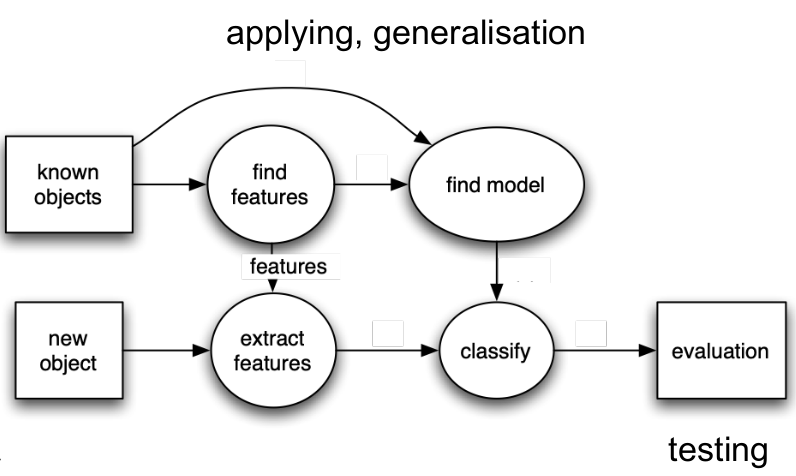 applying, generalisation
known
objects
find
features
find model
features
new
object
extract
features
classify
evaluation
testing